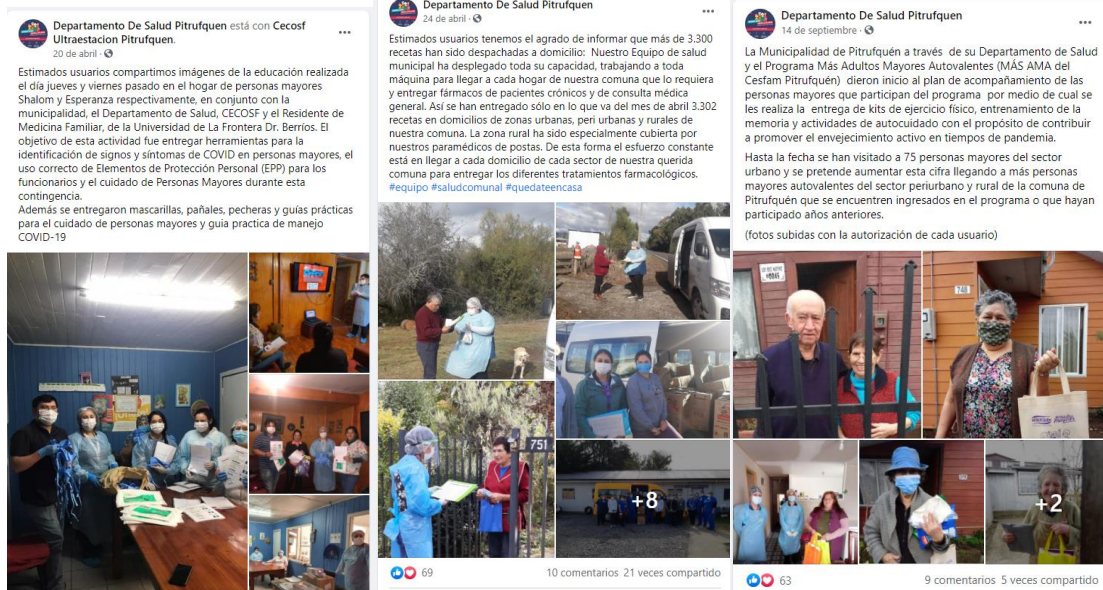 Departamento De Salud Pitrufquen está con Cecosf
Ultraestacion Pitrufquen.
20 de abril ·
Estimados usuarios compartimos imágenes de la educación realizada
el día jueves y viernes pasado en el hogar de personas mayores
Shalom y Esperanza respectivamente, en conjunto con la
municipalidad, el Departamento de Salud, CECOSF y el Residente de
Medicina Familiar, de la Universidad de La Frontera Dr. Berríos. El
objetivo de esta actividad fue entregar herramientas para la
identificación de signos y síntomas de COVID en personas mayores, el
uso correcto de Elementos de Protección Personal (EPP) para los
funcionarios y el cuidado de Personas Mayores durante esta
contingencia.
Además se entregaron mascarillas, pañales, pecheras y guías prácticas
para el cuidado de personas mayores y guia practica de manejo
COVID-19
Departamento De Salud Pitrufquen
24 de abril ·
Estimados usuarios tenemos el agrado de informar que más de 3.300
recetas han sido despachadas a domicilio: Nuestro Equipo de salud
municipal ha desplegado toda su capacidad, trabajando a toda
máquina para llegar a cada hogar de nuestra comuna que lo requiera
y entregar fármacos de pacientes crónicos y de consulta médica
general. Así se han entregado sólo en lo que va del mes de abril 3.302
recetas en domicilios de zonas urbanas, peri urbanas y rurales de
nuestra comuna. La zona rural ha sido especialmente cubierta por
nuestros paramédicos de postas. De esta forma el esfuerzo constante
está en llegar a cada domicilio de cada sector de nuestra querida
comuna para entregar los diferentes tratamientos farmacológicos.
#equipo #saludcomunal #quedateencasa
751
+8
69
10 comentarios 21 veces compartido
Departamento De Salud Pitrufquen
14 de septiembre ·
La Municipalidad de Pitrufquén a través de su Departamento de Salud
y el Programa Más Adultos Mayores Autovalentes (MÁS AMA del
Cesfam Pitrufquén) dieron inicio al plan de acompañamiento de las
personas mayores que participan del programa por medio de cual se
les realiza la entrega de kits de ejercicio físico, entrenamiento de la
memoria y actividades de autocuidado con el propósito de contribuir
a promover el envejecimiento activo en tiempos de pandemia.
Hasta la fecha se han visitado a 75 personas mayores del sector
urbano y se pretende aumentar esta cifra llegando a más personas
mayores autovalentes del sector periurbano y rural de la comuna de
Pitrufquén que se encuentren ingresados en el programa o que hayan
participado años anteriores.
(fotos subidas con la autorización de cada usuario)
748
+2
63
9 comentarios 5 veces compartido